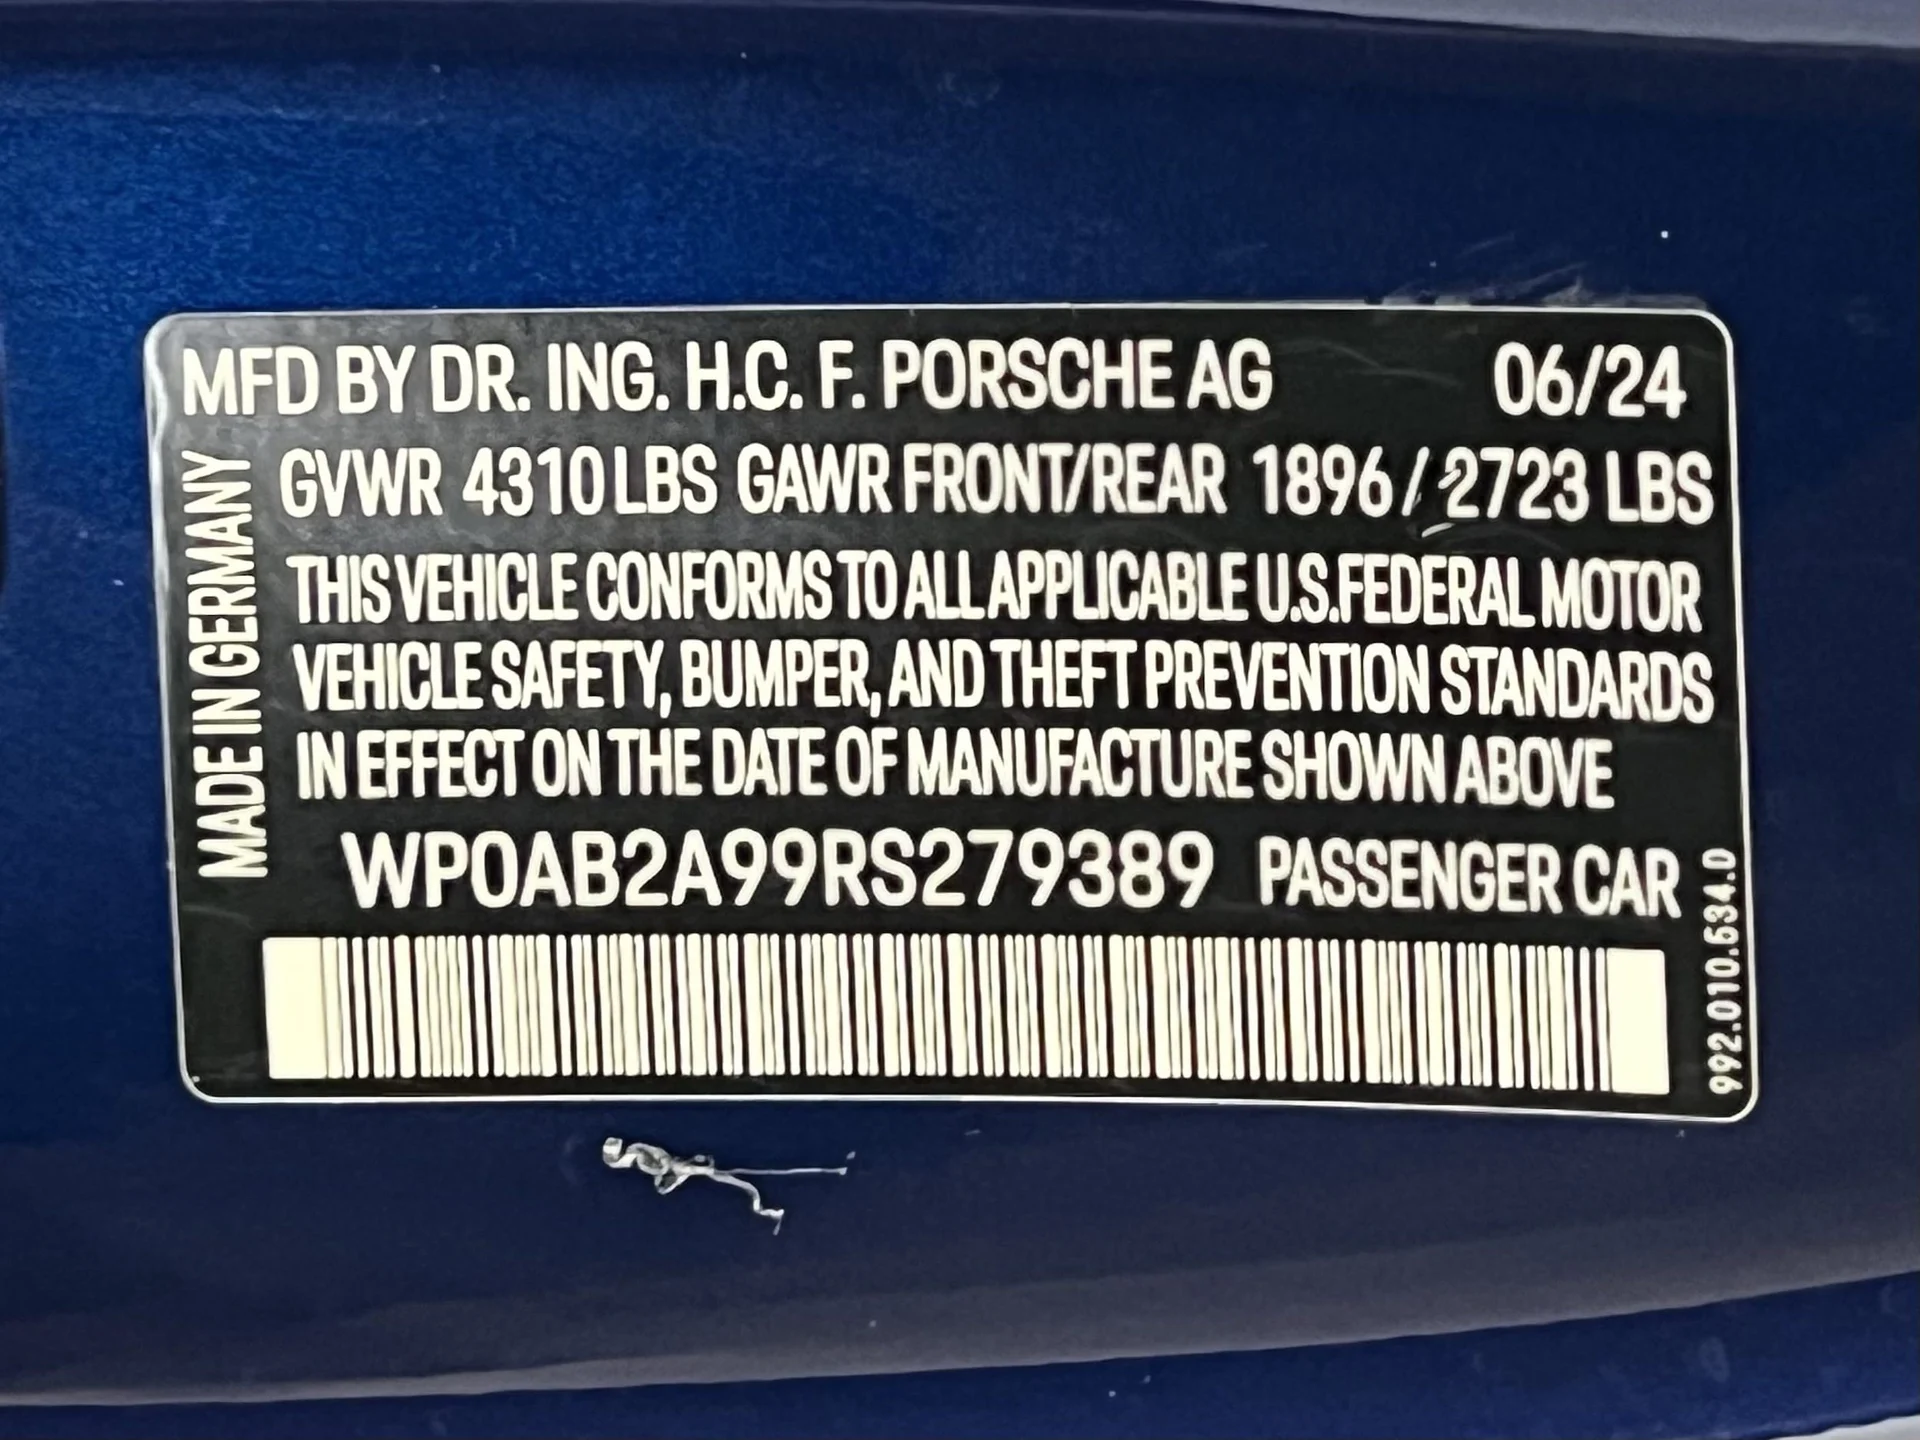 MFD BY DR. ING. H.C. F. PORSCHE AG 06/24
GVWR 4310 LBS GAWR FRONT/REAR 1896 / 2723 LBS
THIS VEHICLE CONFORMS TO ALL APPLICABLE U.S.FEDERAL MOTOR
VEHICLE SAFETY, BUMPER, AND THEFT PREVENTION STANDARDS
IN EFFECT ON THE DATE OF MANUFACTURE SHOWN ABOVE
WP0AB2A99RS279389 PASSENGER CAR
MADE IN GERMANY
992.010.634.0